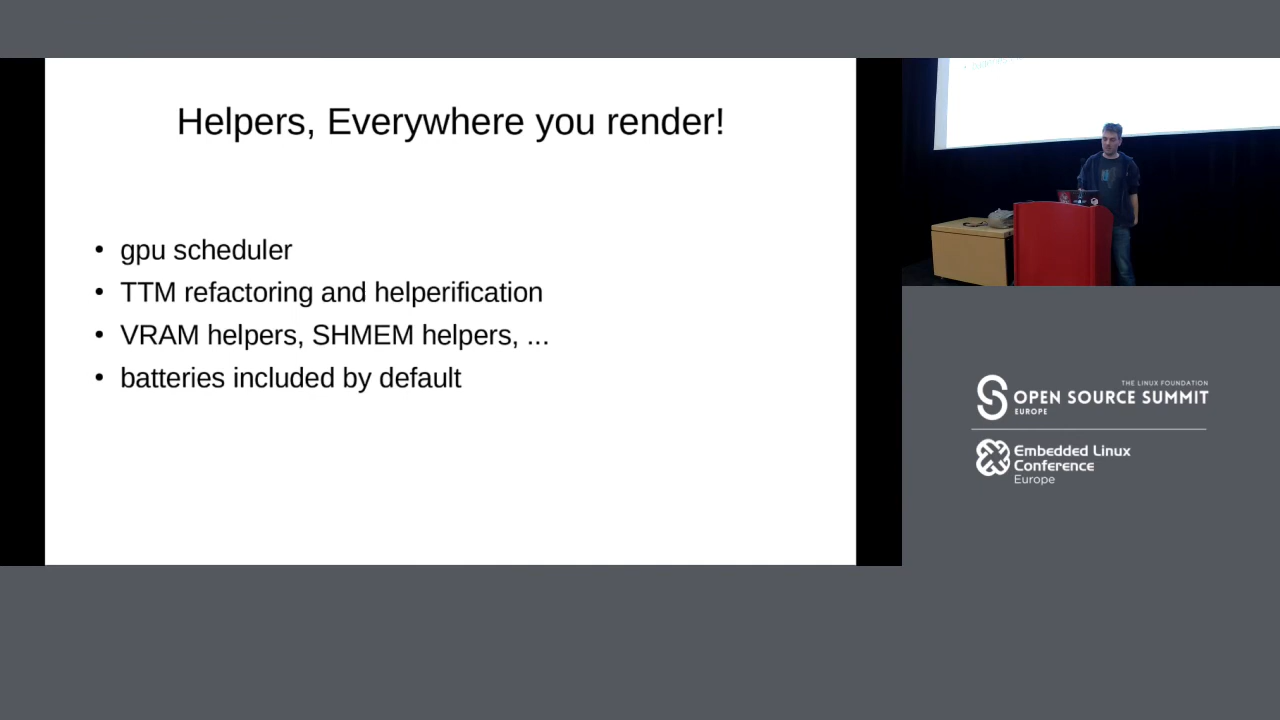 Helpers, Everywhere you render!
• gpu scheduler
• TTM refactoring and helperification
• VRAM helpers, SHMEM helpers, ...
• batteries included by default
THE LINUX FOUNDATION
OPEN SOURCE SUMMIT
EUROPE
Embedded Linux
Conference
Europe